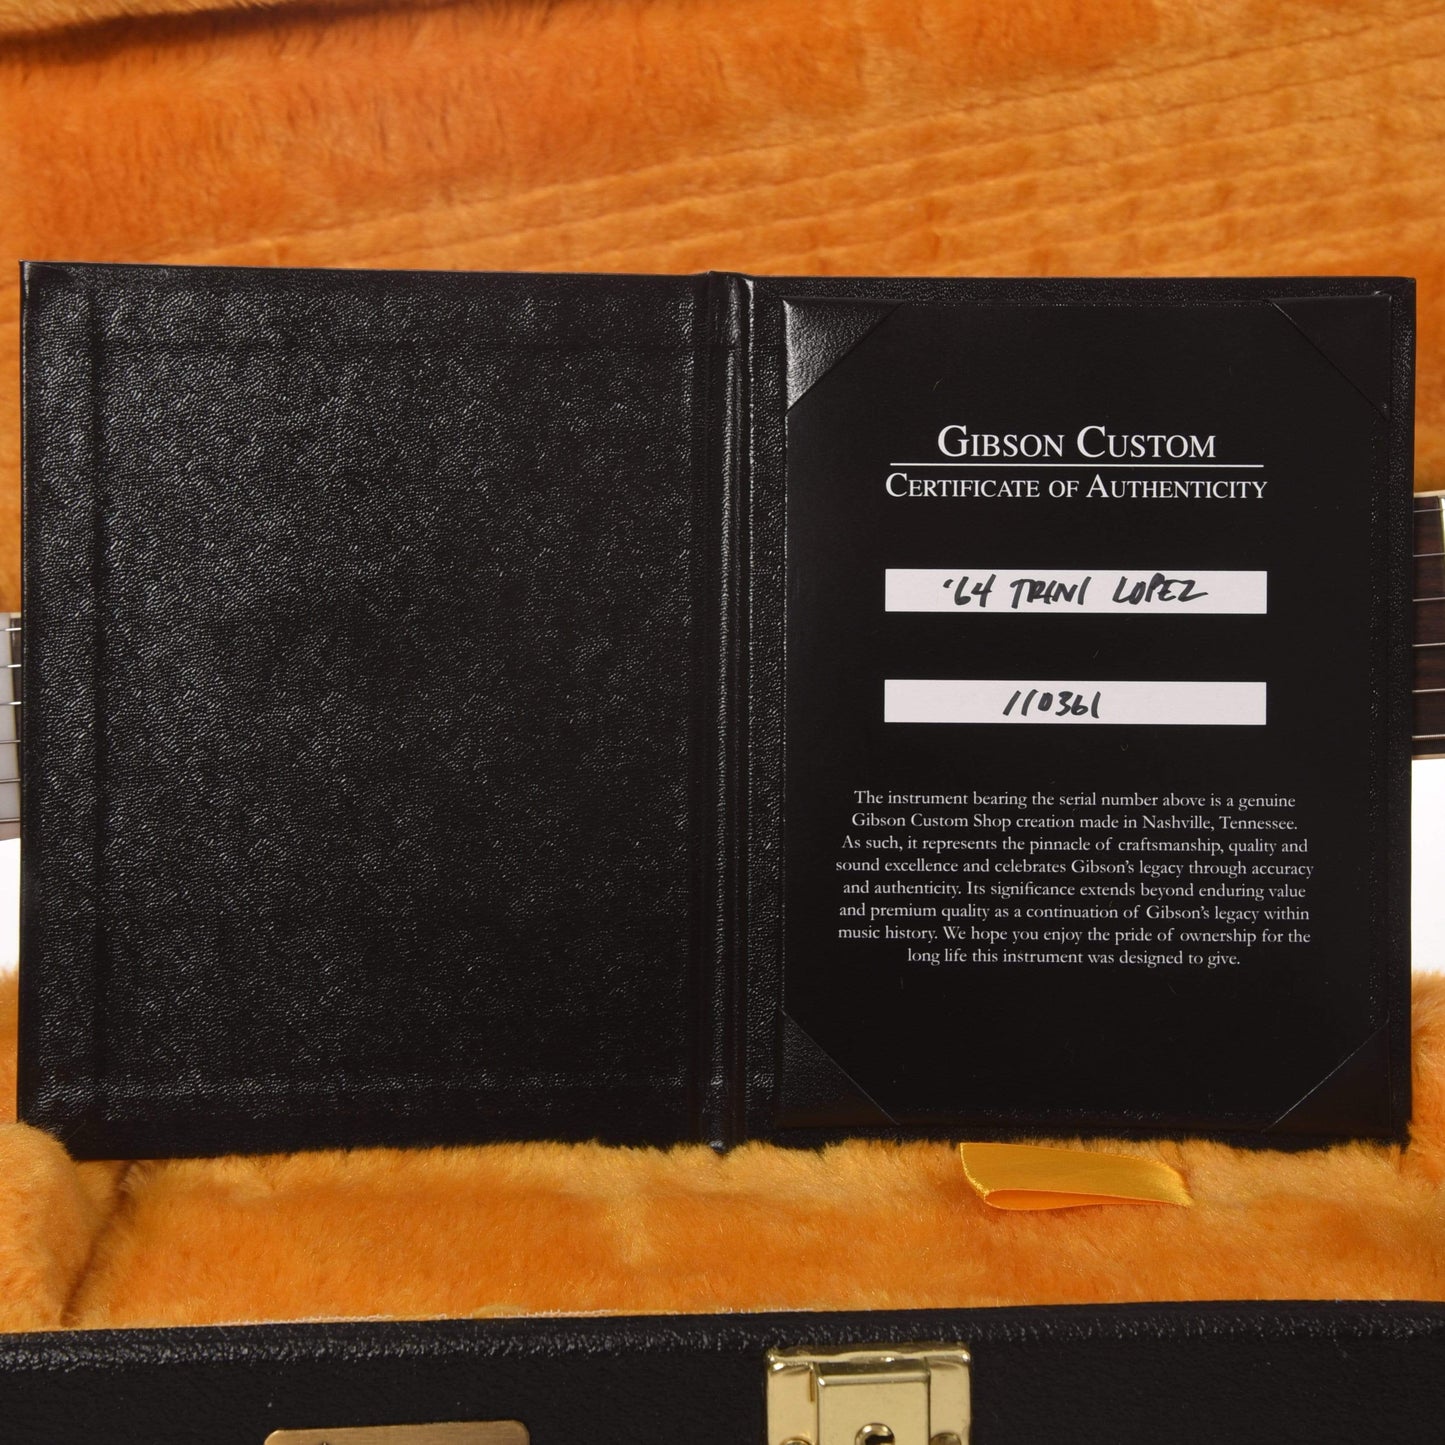 GIBSON CUSTOM
CERTIFICATE OF AUTHENTICITY
'64 TRINI LOPEZ
110361
The instrument bearing the serial number above is a genuine
Gibson Custom Shop creation made in Nashville, Tennessee.
As such, it represents the pinnacle of craftsmanship, quality and
sound excellence and celebrates Gibson's legacy through accuracy
and authenticity. Its significance extends beyond enduring value
and premium quality as a continuation of Gibson's legacy within
music history. We hope you enjoy the pride of ownership for the
long life this instrument was designed to give.